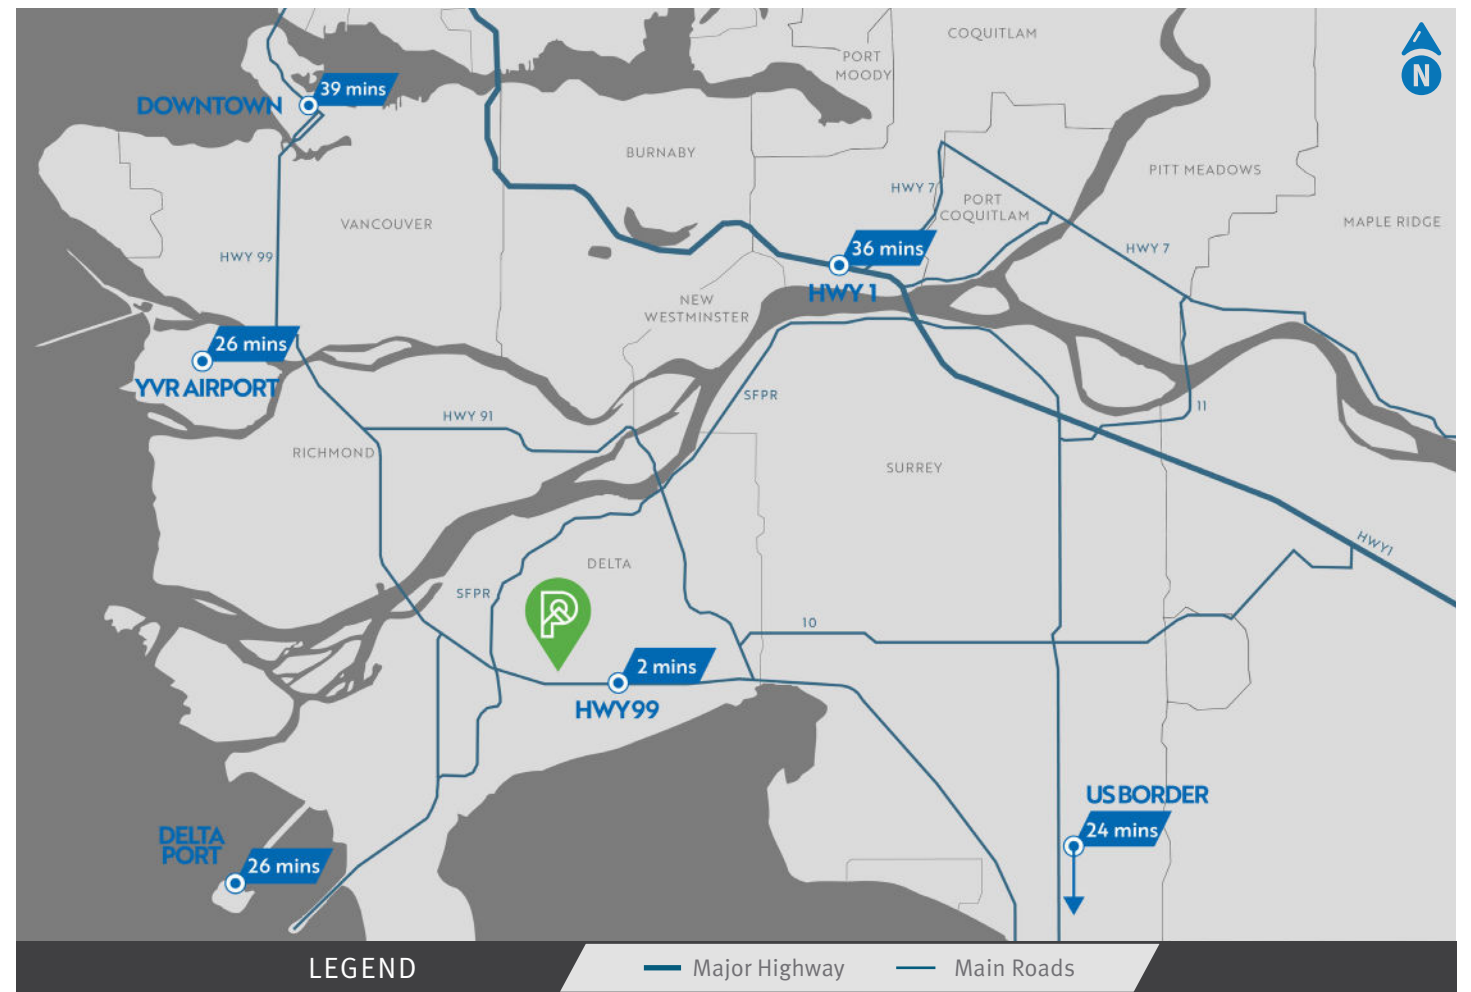 COQUITLAM
PORT
MOODY
N
39 mins
DOWNTOWN
BURNABY
PITT MEADOWS
HWY 7
PORT
COQUITLAM
VANCOUVER
MAPLE RIDGE
HWY 99
36 mins
HWY 7
HWY 1
NEW
WESTMINSTER
26 mins
YVR AIRPORT
SFPR
11
HWY 91
RICHMOND
SURREY
HWY1
DELTA
SFPR
P
10
2 mins
HWY99
US BORDER
24 mins
DELTA
PORT
26 mins
LEGEND
Major Highway
Main Roads